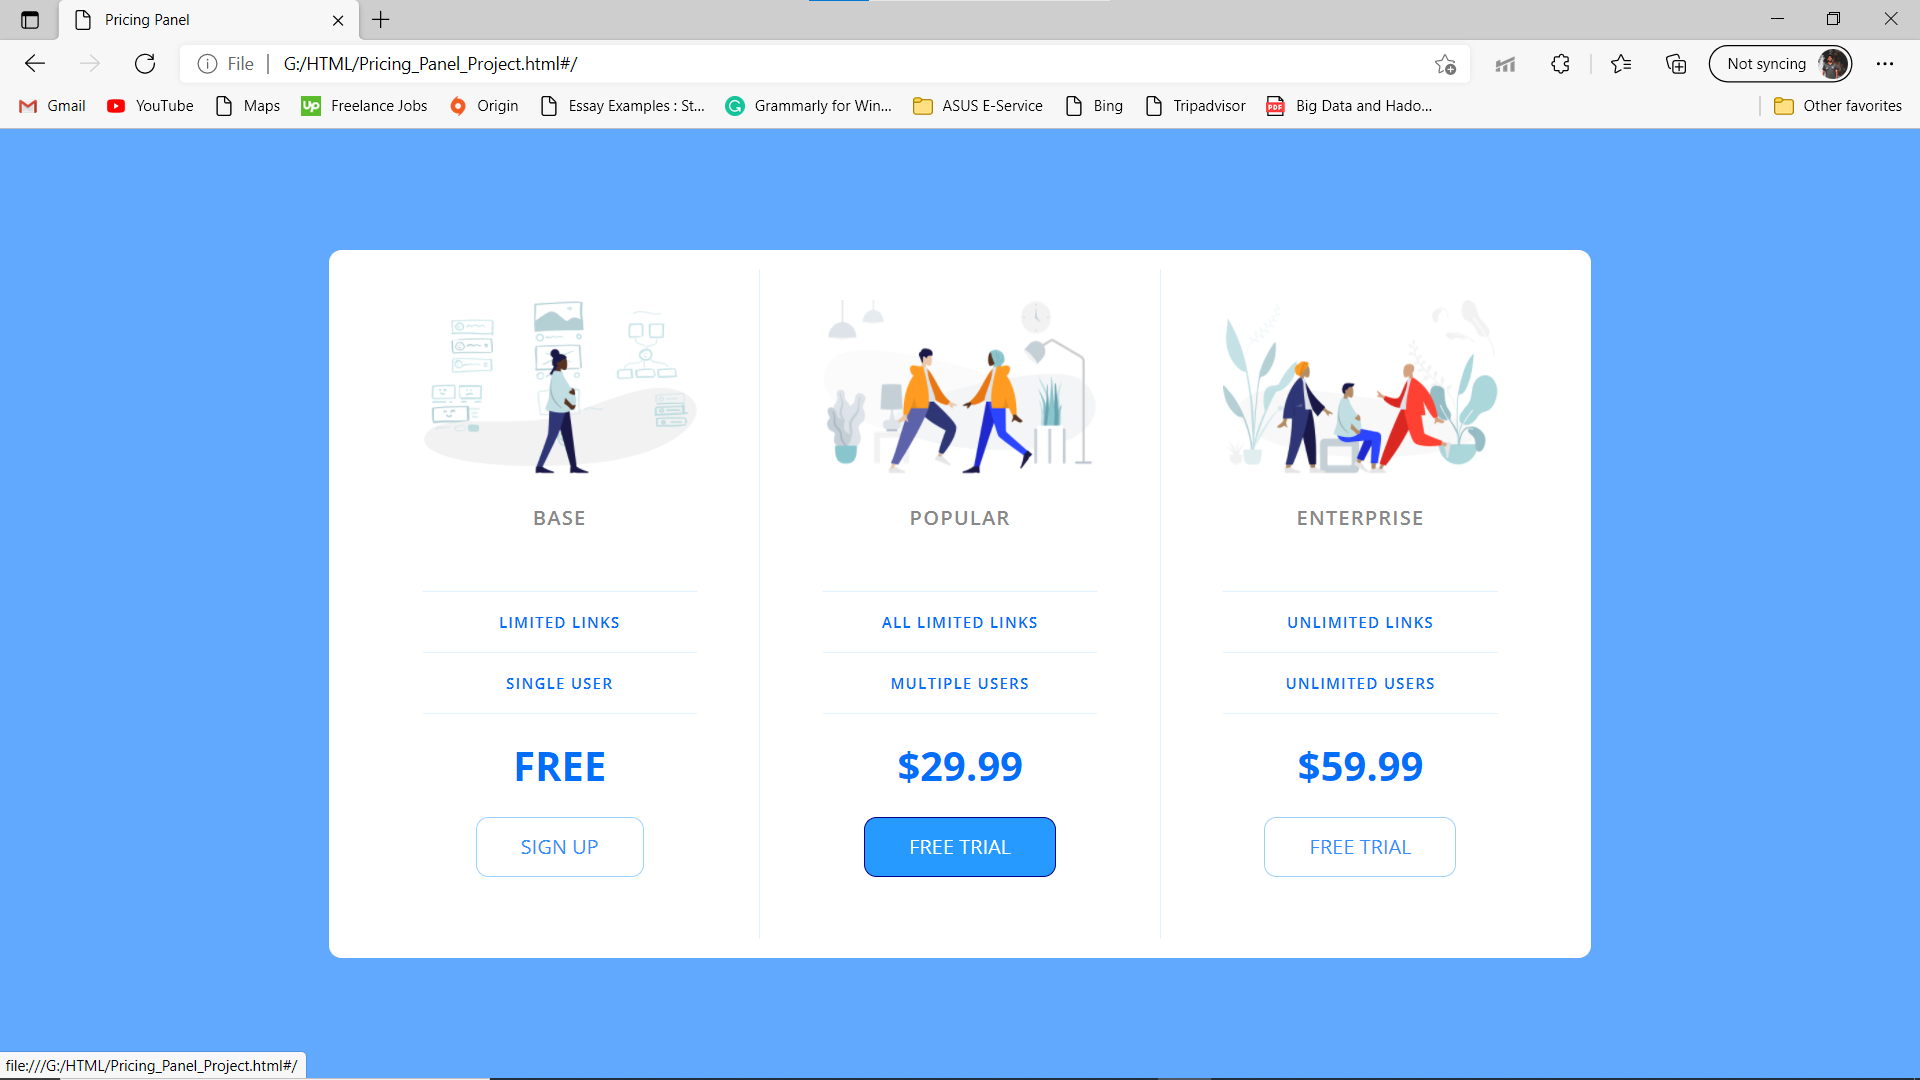 Pricing Panel
File
G:/HTML/Pricing_Panel_Project.html#/
Not syncing
Gmail
YouTube
Maps
Up Freelance Jobs
Origin
Essay Examples : St...
G Grammarly for Win...
ASUS E-Service
Bing
Tripadvisor
PDF Big Data and Hado...
Other favorites
BASE
LIMITED LINKS
SINGLE USER
FREE
SIGN UP
POPULAR
ALL LIMITED LINKS
MULTIPLE USERS
$29.99
FREE TRIAL
ENTERPRISE
UNLIMITED LINKS
UNLIMITED USERS
$59.99
FREE TRIAL
file:///G:/HTML/Pricing_Panel_Project.html#/